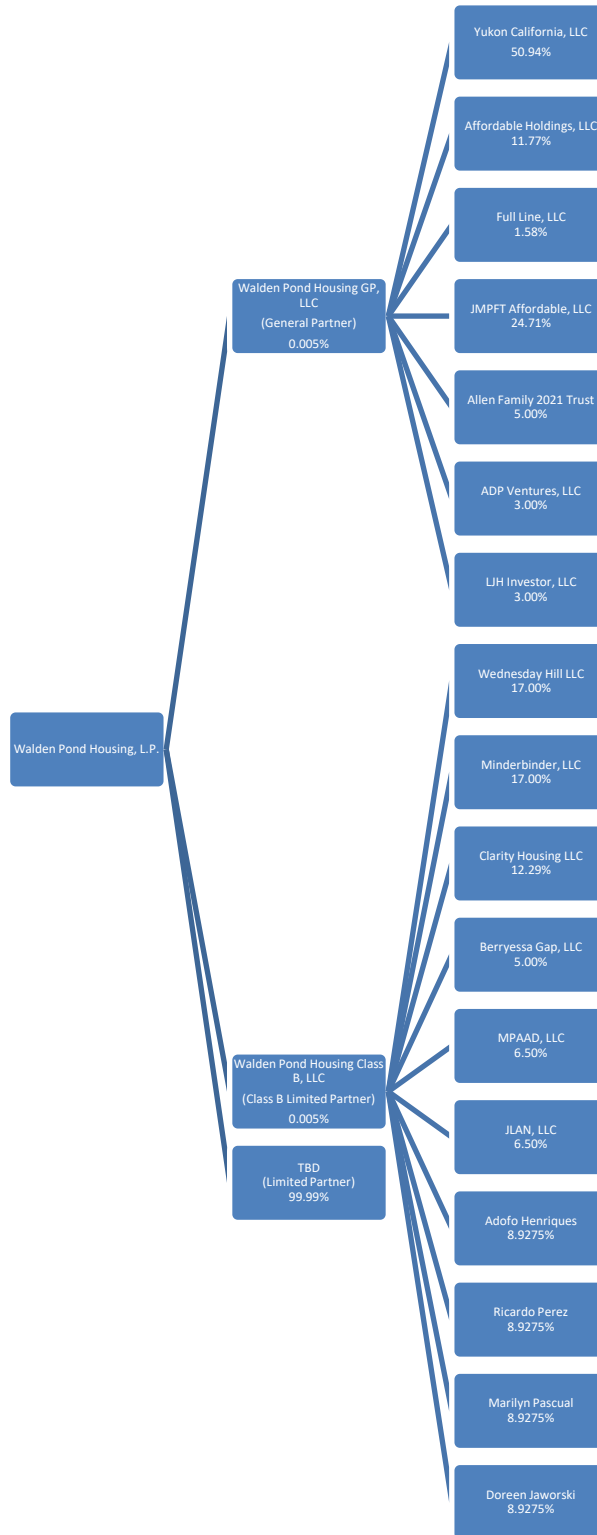 Walden Pond Housing, L.P.
Walden Pond Housing GP,
LLC
(General Partner)
0.005%
Yukon California, LLC
50.94%
Affordable Holdings, LLC
11.77%
Full Line, LLC
1.58%
JMPFT Affordable, LLC
24.71%
Allen Family 2021 Trust
5.00%
ADP Ventures, LLC
3.00%
LJH Investor, LLC
3.00%
Walden Pond Housing Class
B, LLC
(Class B Limited Partner)
0.005%
Wednesday Hill LLC
17.00%
Minderbinder, LLC
17.00%
Clarity Housing LLC
12.29%
Berryessa Gap, LLC
5.00%
MPAAD, LLC
6.50%
JLAN, LLC
6.50%
Adofo Henriques
8.9275%
Ricardo Perez
8.9275%
Marilyn Pascual
8.9275%
Doreen Jaworski
8.9275%
TBD
(Limited Partner)
99.99%